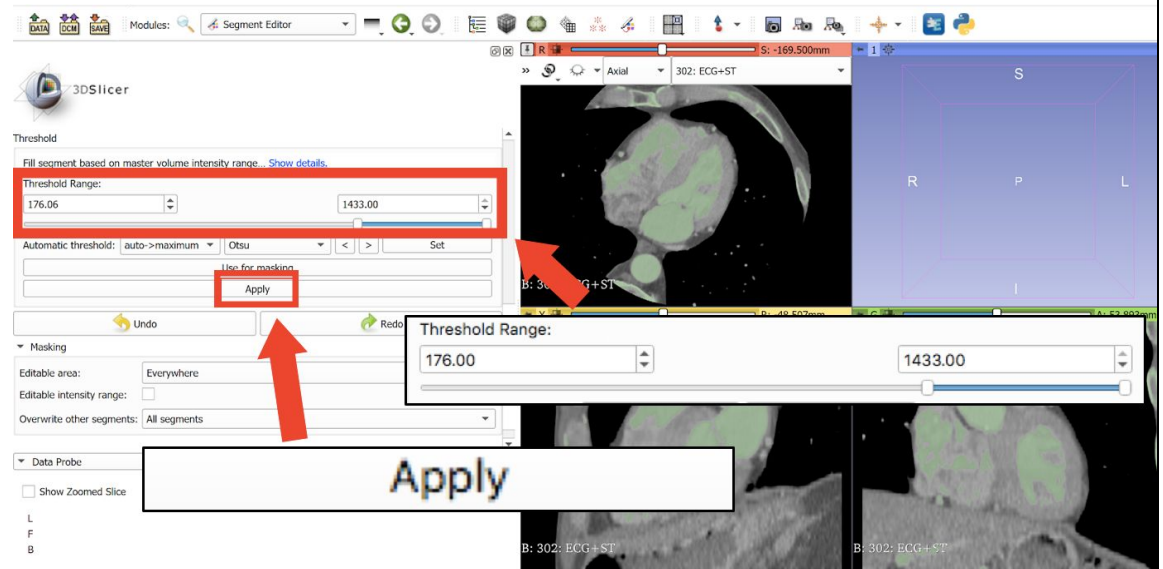 DATA DCM SAVE Modules: Segment Editor
R S: -169.500mm 1
3DSlicer
» Axial 302: ECG+ST
S
R P L
I
Threshold
Fill segment based on master volume intensity range... Show details.
Threshold Range:
176.06 1433.00
Automatic threshold: auto->maximum Otsu < > Set
Use for masking
Apply
B: 302: ECG+ST
Undo Redo
Y R: -48.507mm G A: 53.893mm
Threshold Range:
176.00 1433.00
Masking
Editable area: Everywhere
Editable intensity range:
Overwrite other segments: All segments
Data Probe
Apply
Show Zoomed Slice
L
F
B
B: 302: ECG+ST
B: 302: ECG+ST